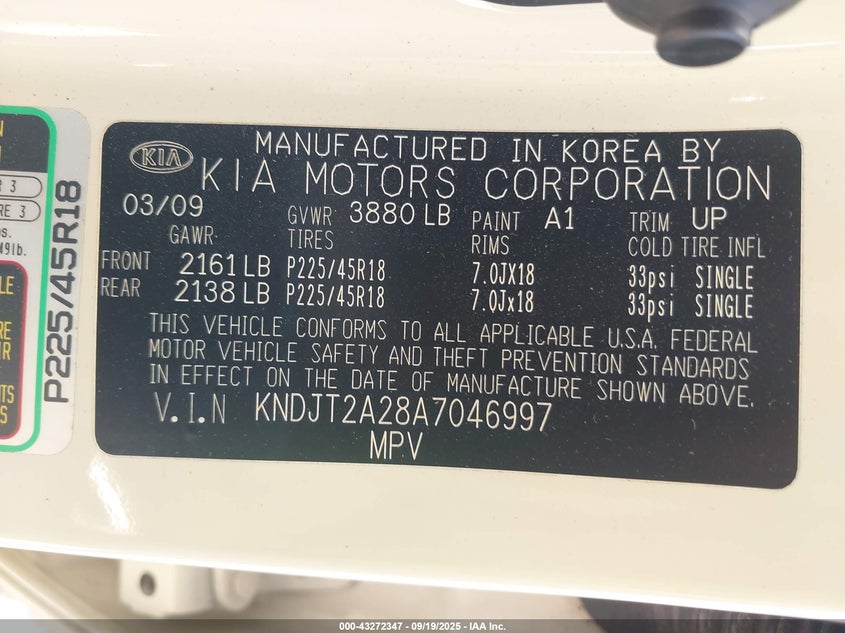 MANUFACTURED IN KOREA BY
KIA
KIA MOTORS CORPORATION
03/09 GVWR 3880 LB PAINT A1 TRIM UP
GAWR TIRES RIMS COLD TIRE INFL
FRONT 2161 LB P225/45R18 7.0JX18 33psi SINGLE
REAR 2138 LB P225/45R18 7.0Jx18 33psi SINGLE
THIS VEHICLE CONFORMS TO ALL APPLICABLE U.S.A. FEDERAL
MOTOR VEHICLE SAFETY AND THEFT PREVENTION STANDARDS
IN EFFECT ON THE DATE OF MANUFACTURE SHOWN ABOVE.
V.I.N KNDJT2A28A7046997
MPV
P225/45R18
000-43272347 - 09/19/2025 - IAA Inc.